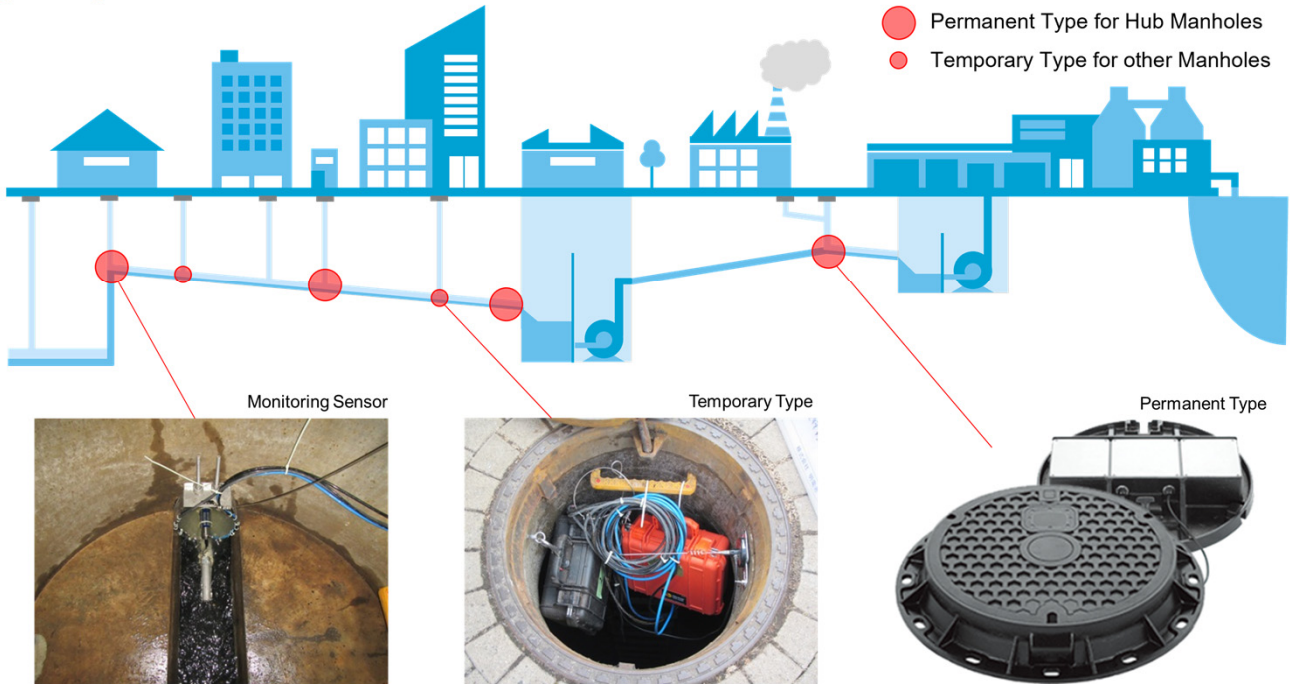 Permanent Type for Hub Manholes
Temporary Type for other Manholes
Monitoring Sensor
Temporary Type
Permanent Type